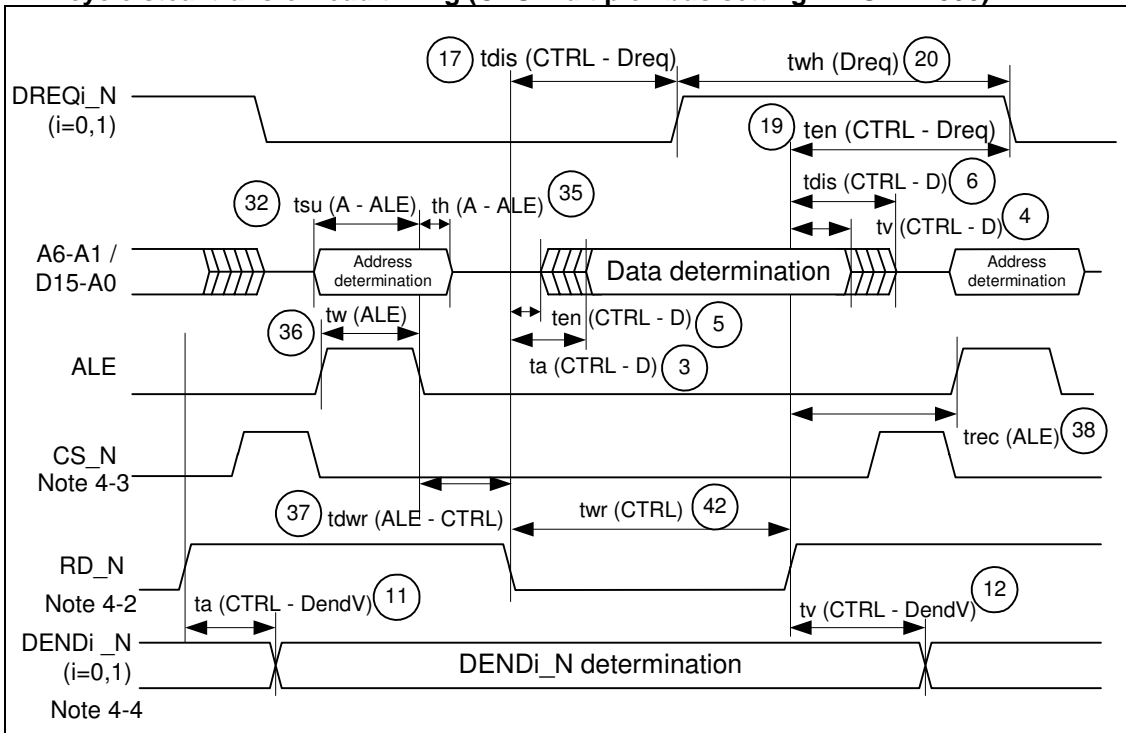 17 tdis (CTRL - Dreq) twh (Dreq) 20
DREQi_N
(i=0,1)
19 ten (CTRL - Dreq)
tdis (CTRL - D) 6
32 tsu (A - ALE) th (A - ALE) 35
tv (CTRL - D) 4
A6-A1 /
D15-A0
Address
determination
Data determination
Address
determination
36 tw (ALE)
ten (CTRL - D) 5
ta (CTRL - D) 3
ALE
trec (ALE) 38
CS_N
Note 4-3
37 tdwr (ALE - CTRL)
twr (CTRL) 42
RD_N
Note 4-2
ta (CTRL - DendV) 11
tv (CTRL - DendV) 12
DENDi _N
(i=0,1)
DENDi_N determination
Note 4-4